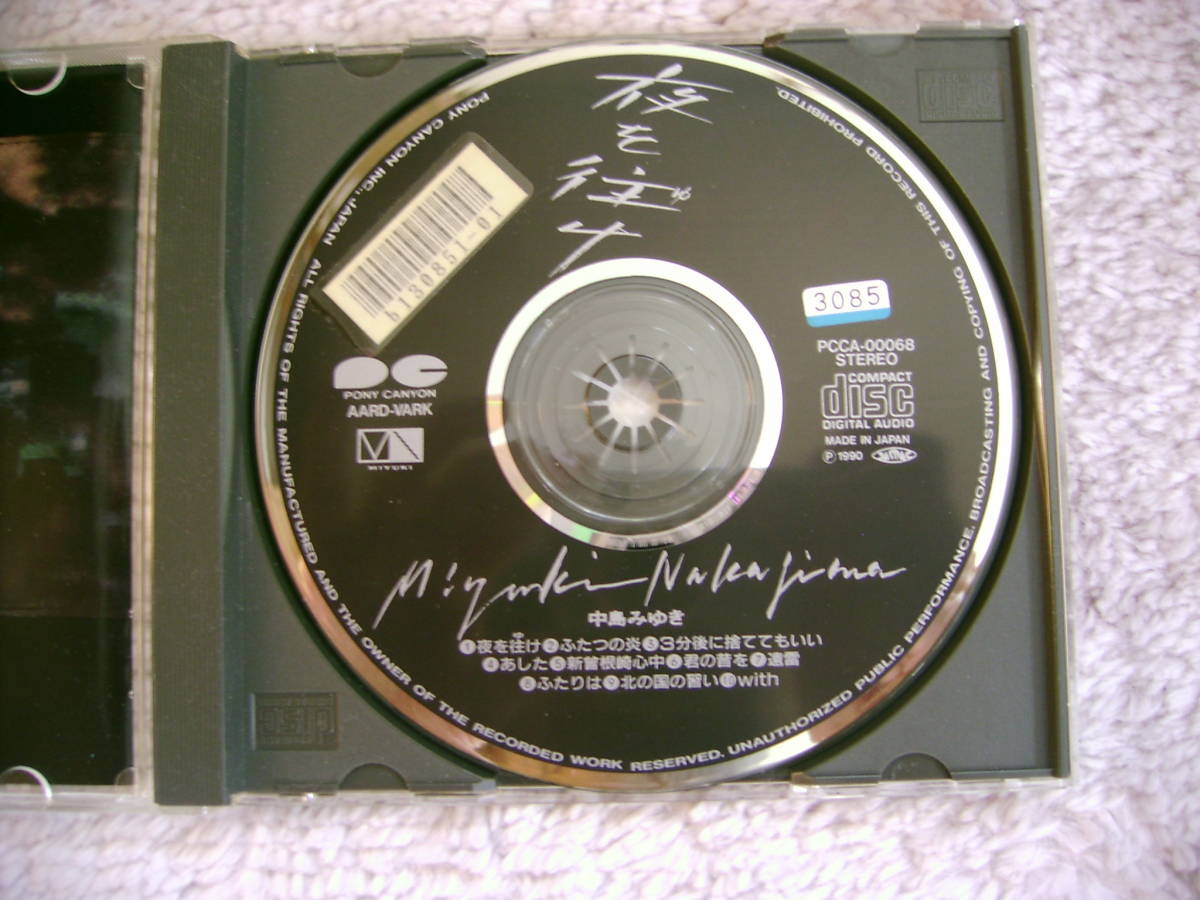 夜を往け
ゆ
b130851-01
3085
PCCA-00068
STEREO
COMPACT
disc
DIGITAL AUDIO
MADE IN JAPAN
℗1990
PONY CANYON
AARD-VARK
MIYUKI
Miyuki Nakajima
中島みゆき
❶夜を往け❷ふたつの炎❸3分後に捨ててもいい
❹あした❺新曽根崎心中❻君の昔を❼遠雷
❽ふたりは❾北の国の習い❿with
PONY CANYON INC., JAPAN ALL RIGHTS OF THE MANUFACTURED AND THE OWNER OF THE RECORDED WORK RESERVED. UNAUTHORIZED PUBLIC PERFORMANCE. BROADCASTING AND COPYING OF THIS RECORD PROHIBITED.
disc